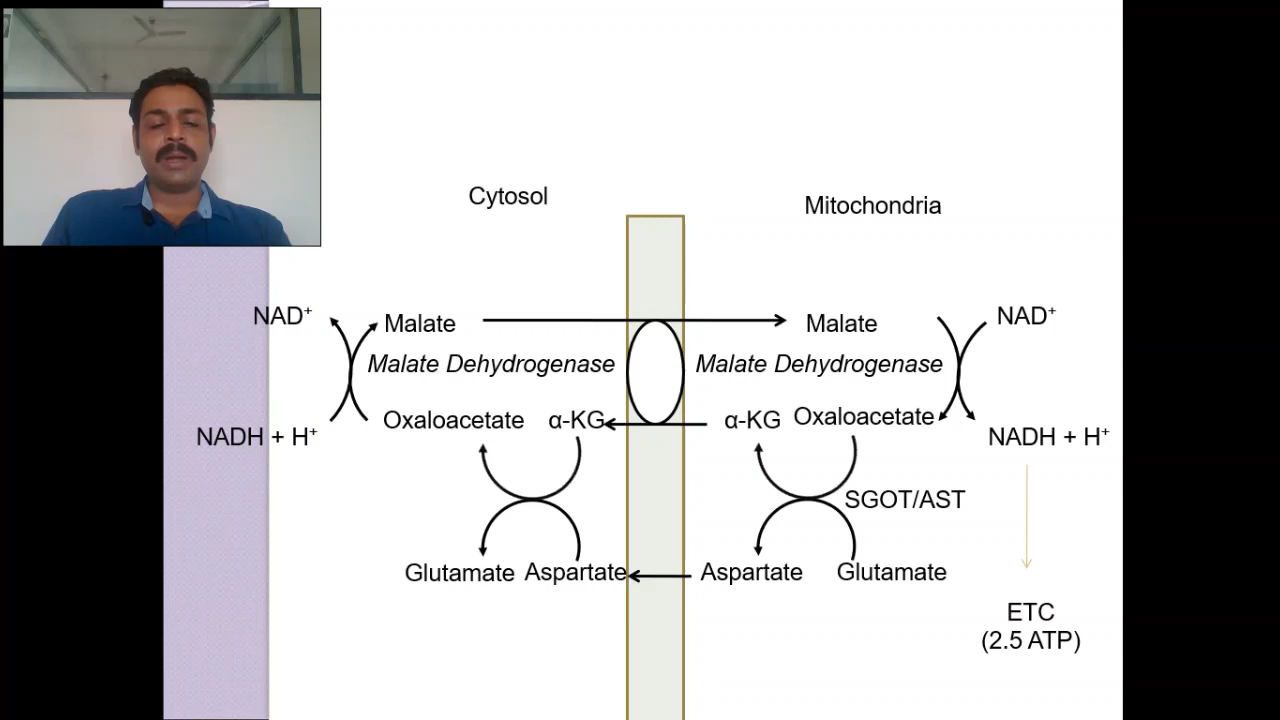 Cytosol
Mitochondria
NAD⁺
Malate
Malate
NAD⁺
Malate Dehydrogenase
Malate Dehydrogenase
NADH + H⁺
Oxaloacetate
α-KG
α-KG
Oxaloacetate
NADH + H⁺
SGOT/AST
Glutamate
Aspartate
Aspartate
Glutamate
ETC
(2.5 ATP)